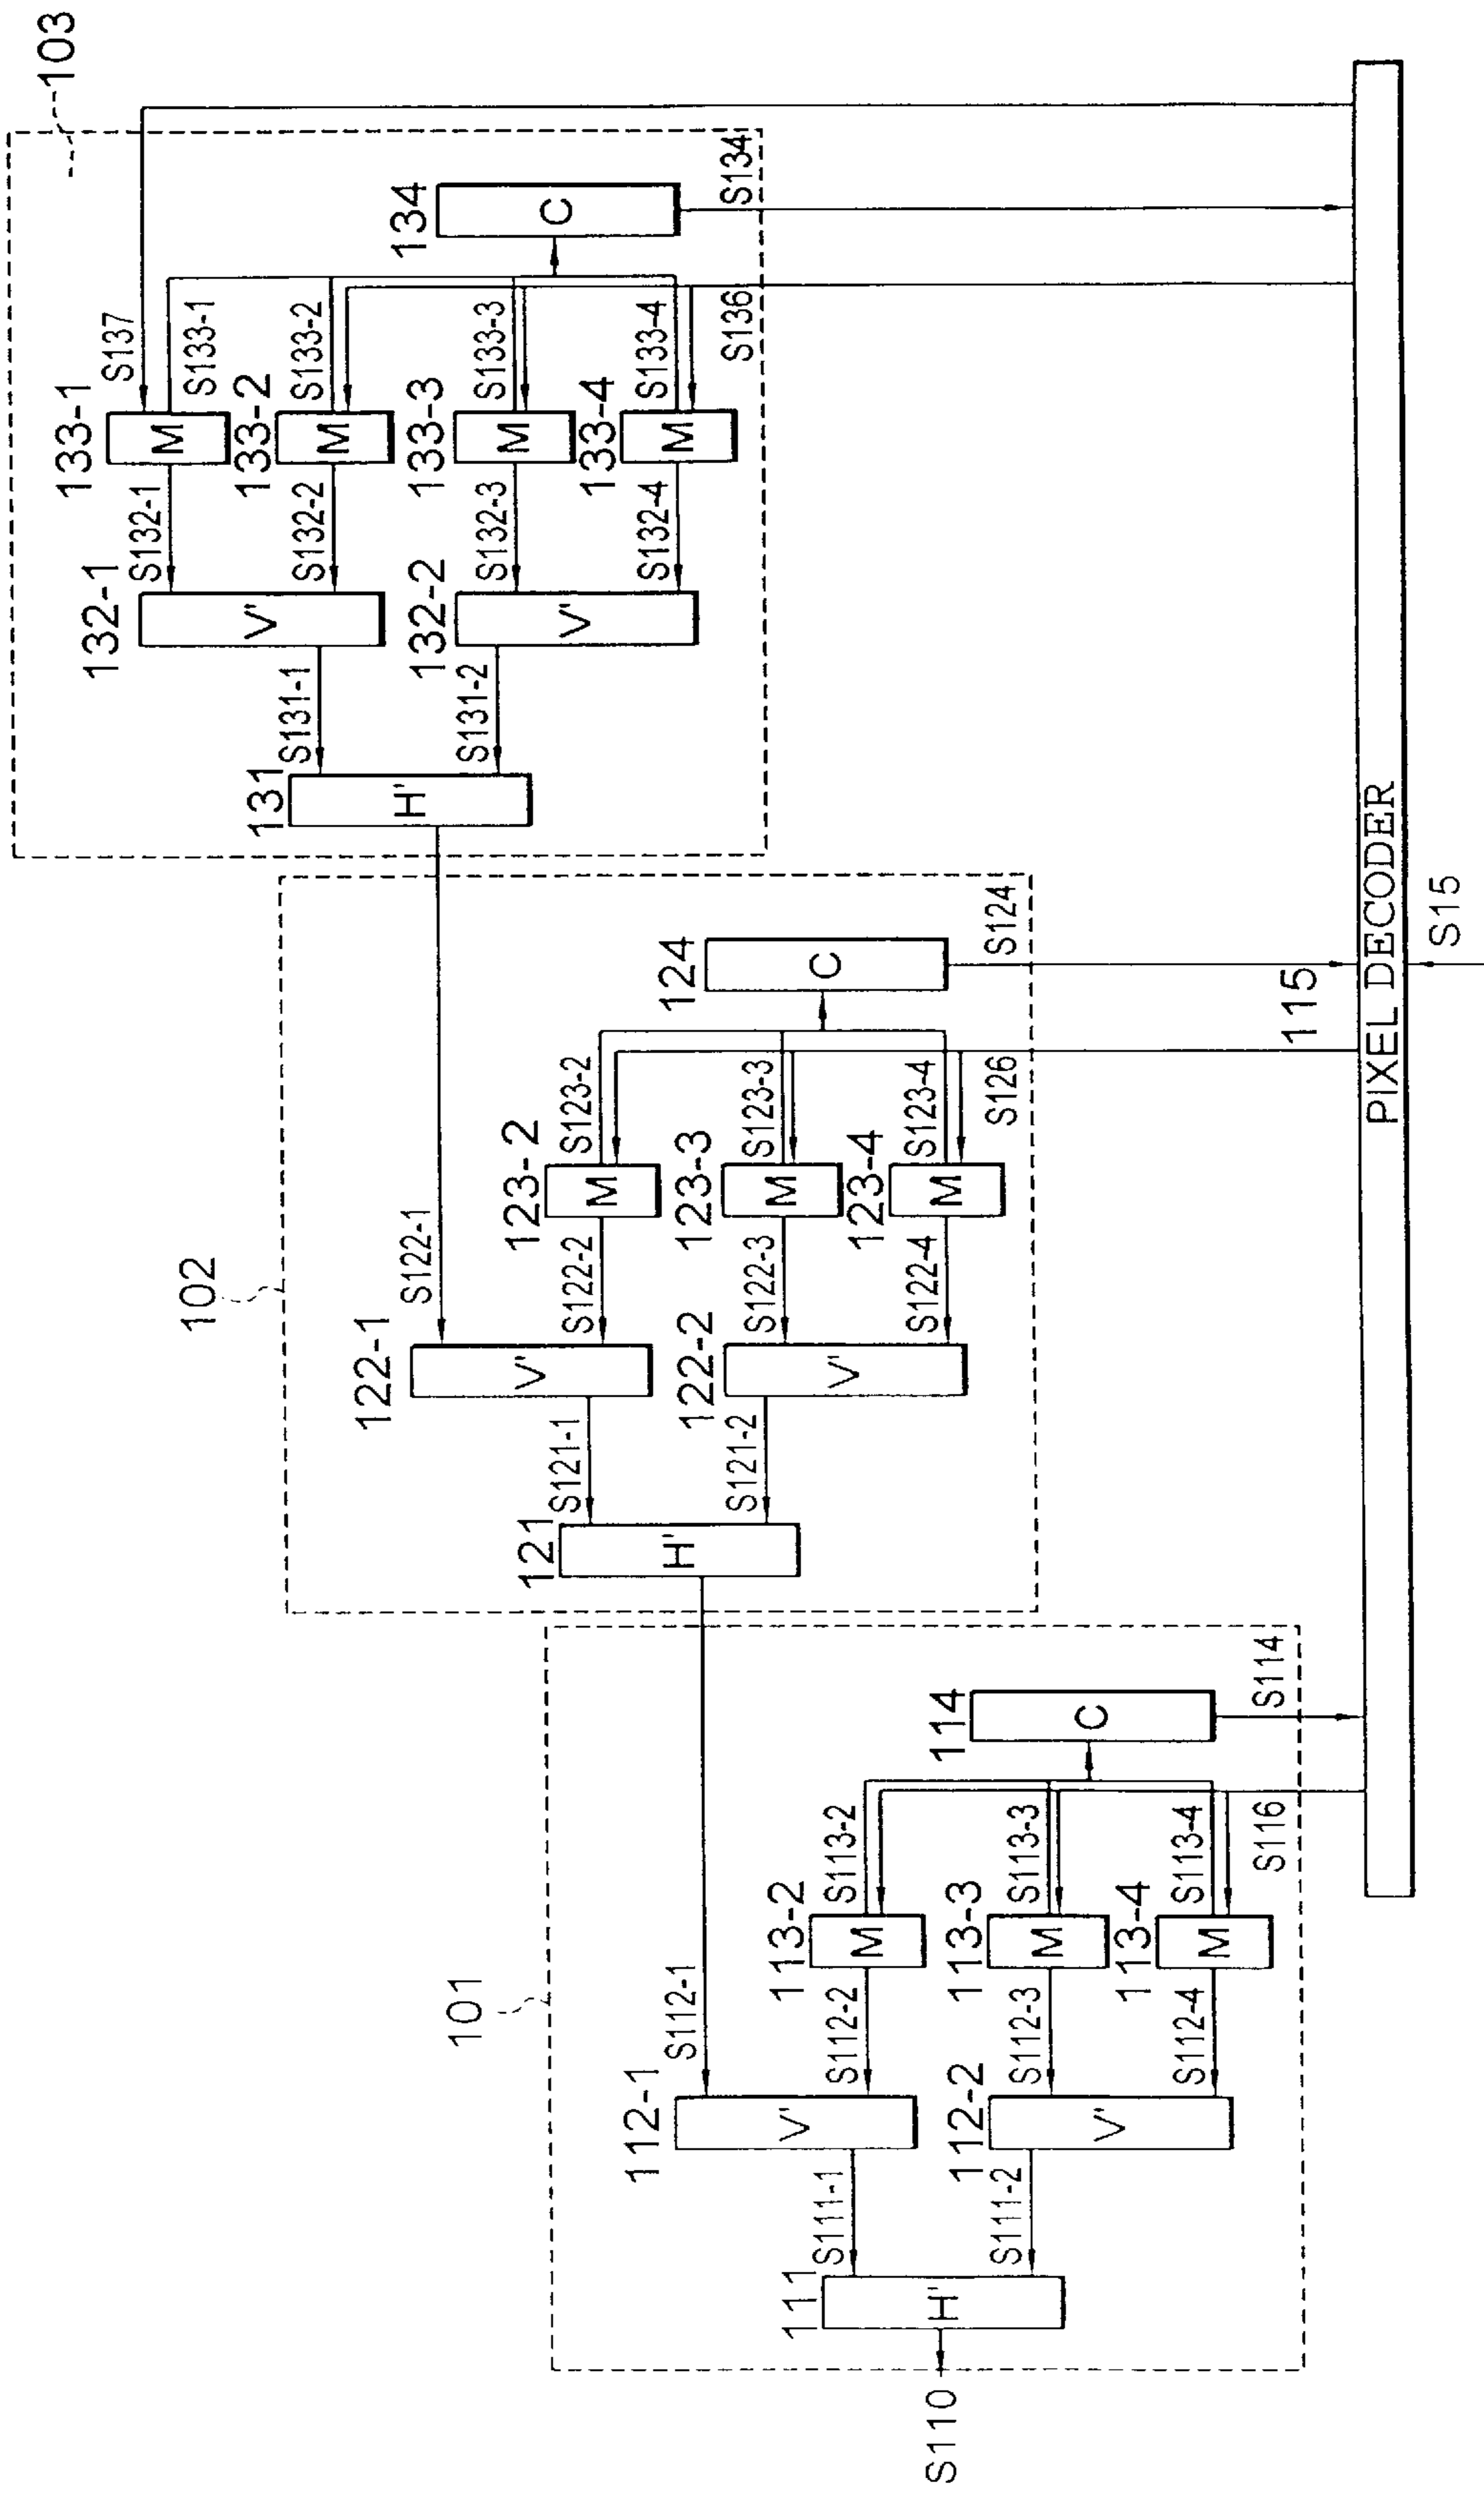 103
S137
133-1
S133-1
S132-1
132-1
M
134
C
S134
133-2
S133-2
S132-2
M
V'
S131-1
133-3
S133-3
S132-3
132-2
M
V'
S131-2
131
H'
133-4
S133-4
S132-4
M
S136
102
S122-1
122-1
V'
123-2
S123-2
S122-2
M
124
C
S124
S121-1
121
H'
123-3
S123-3
S122-3
122-2
M
V'
S121-2
123-4
S123-4
S122-4
M
S126
101
S112-1
112-1
V'
113-2
S113-2
S112-2
M
114
C
S114
S111-1
111
H'
S110
113-3
S113-3
S112-3
112-2
M
V'
S111-2
113-4
S113-4
S112-4
M
S116
115
PIXEL DECODER
S15